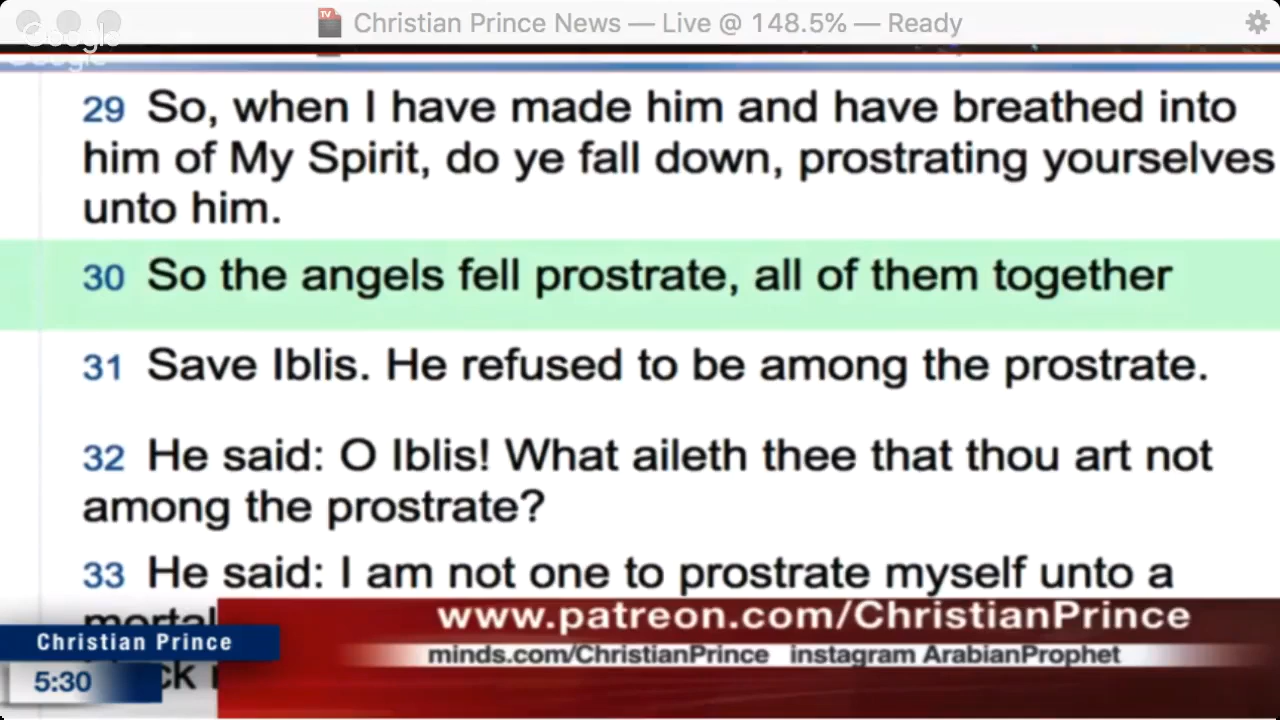 TV
Christian Prince News — Live @ 148.5% — Ready
Google
Google
29 So, when I have made him and have breathed into
him of My Spirit, do ye fall down, prostrating yourselves
unto him.
30 So the angels fell prostrate, all of them together
31 Save Iblis. He refused to be among the prostrate.
32 He said: O Iblis! What aileth thee that thou art not
among the prostrate?
33 He said: I am not one to prostrate myself unto a
mortal
www.patreon.com/ChristianPrince
Christian Prince
minds.com/ChristianPrince instagram ArabianProphet
5:30